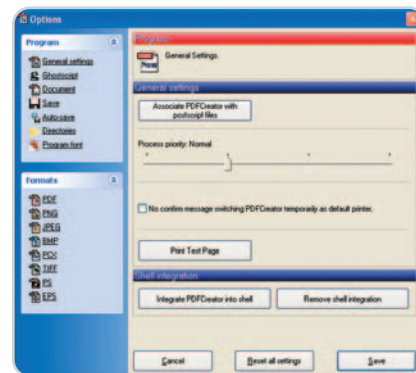 Options
Program
General settings
Ghostscript
Document
Save
Auto-save
Directories
Program font
Formats
PDF
PNG
JPEG
BMP
PCX
TIFF
PS
EPS
Program
General Settings.
General settings
Associate PDFCreator with
postscript files
Process priority: Normal
No confirm message switching PDFCreator temporarily as default printer.
Print Test Page
Shell integration
Integrate PDFCreator into shell
Remove shell integration
Cancel
Reset all settings
Save